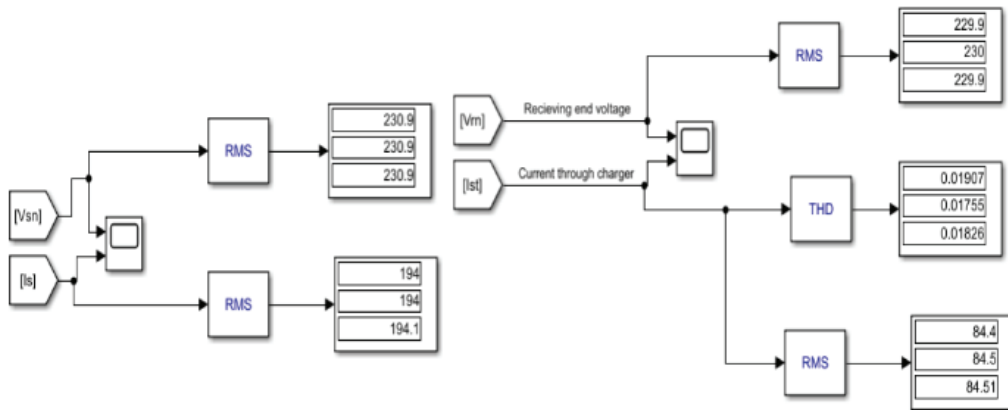 [Vsn]
[Is]
RMS
230.9
230.9
230.9
RMS
194
194
194.1
[Vrn]
Recieving end voltage
[Ist]
Current through charger
RMS
229.9
230
229.9
THD
0.01907
0.01755
0.01826
RMS
84.4
84.5
84.51